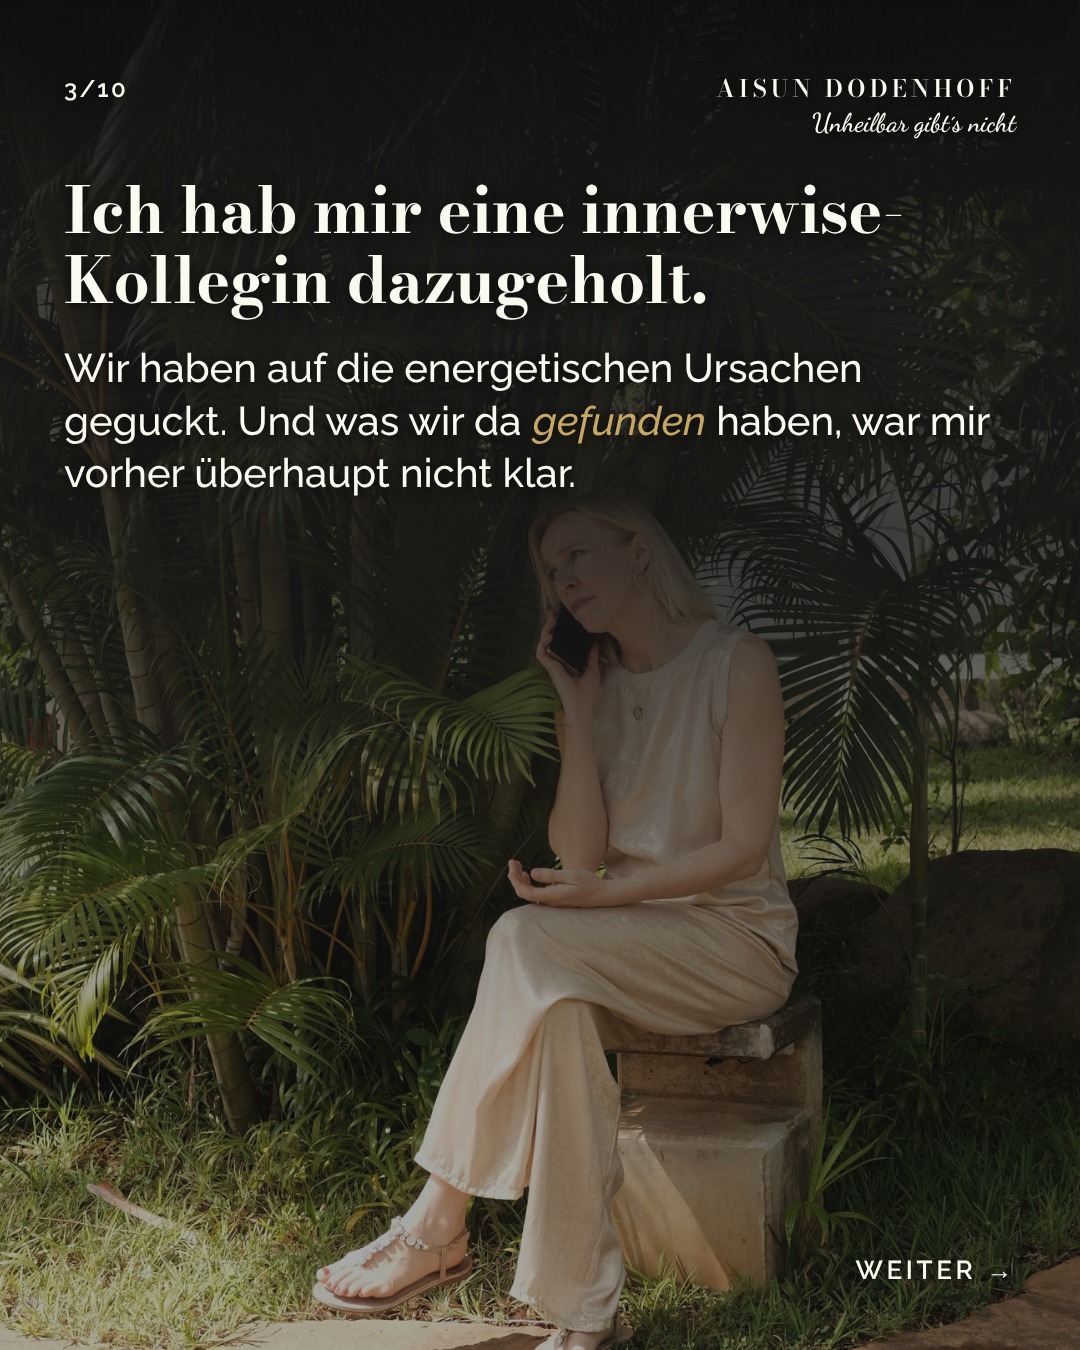 3/10
AISUN DODENHOFF
Unheilbar gibt's nicht
Ich hab mir eine innerwise-
Kollegin dazugeholt.
Wir haben auf die energetischen Ursachen
geguckt. Und was wir da gefunden haben, war mir
vorher überhaupt nicht klar.
WEITER →